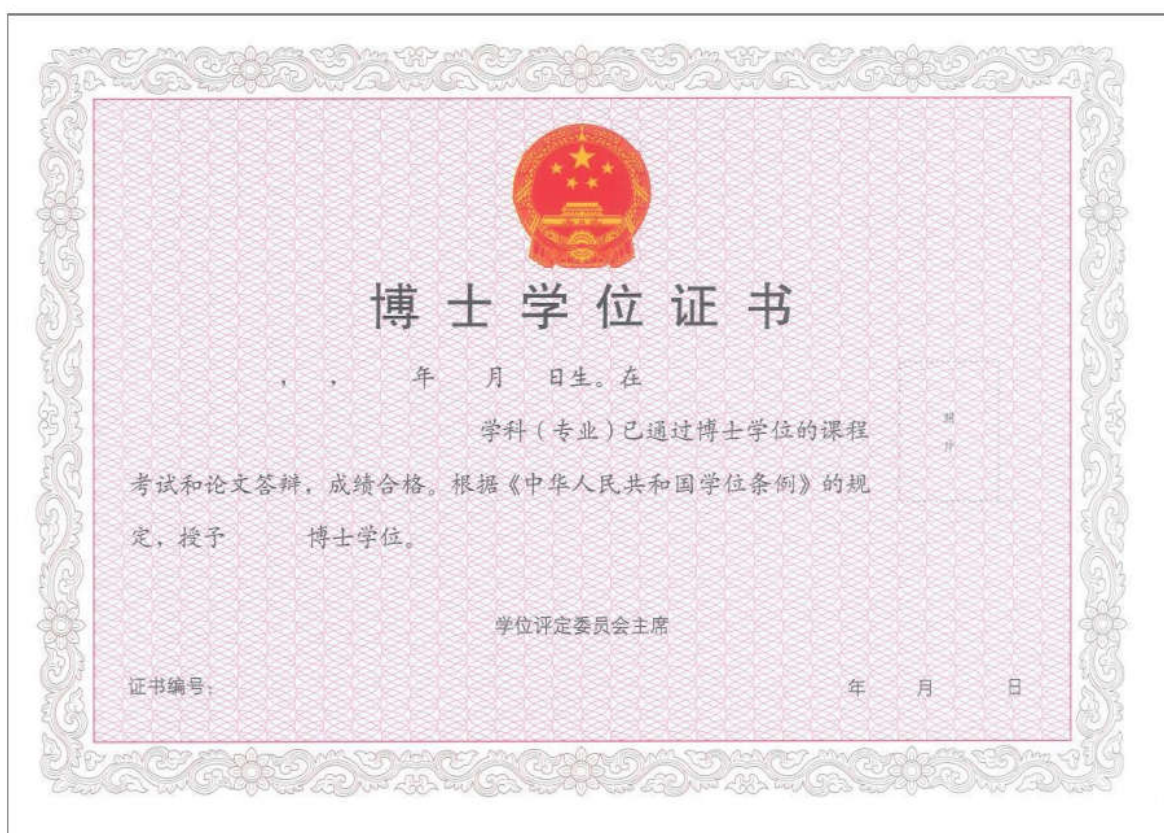 博士学位证书
， ， 年 月 日生。在
学科（专业）已通过博士学位的课程
考试和论文答辩，成绩合格。根据《中华人民共和国学位条例》的规
定，授予 博士学位。
照
片
学位评定委员会主席
证书编号：
年 月 日